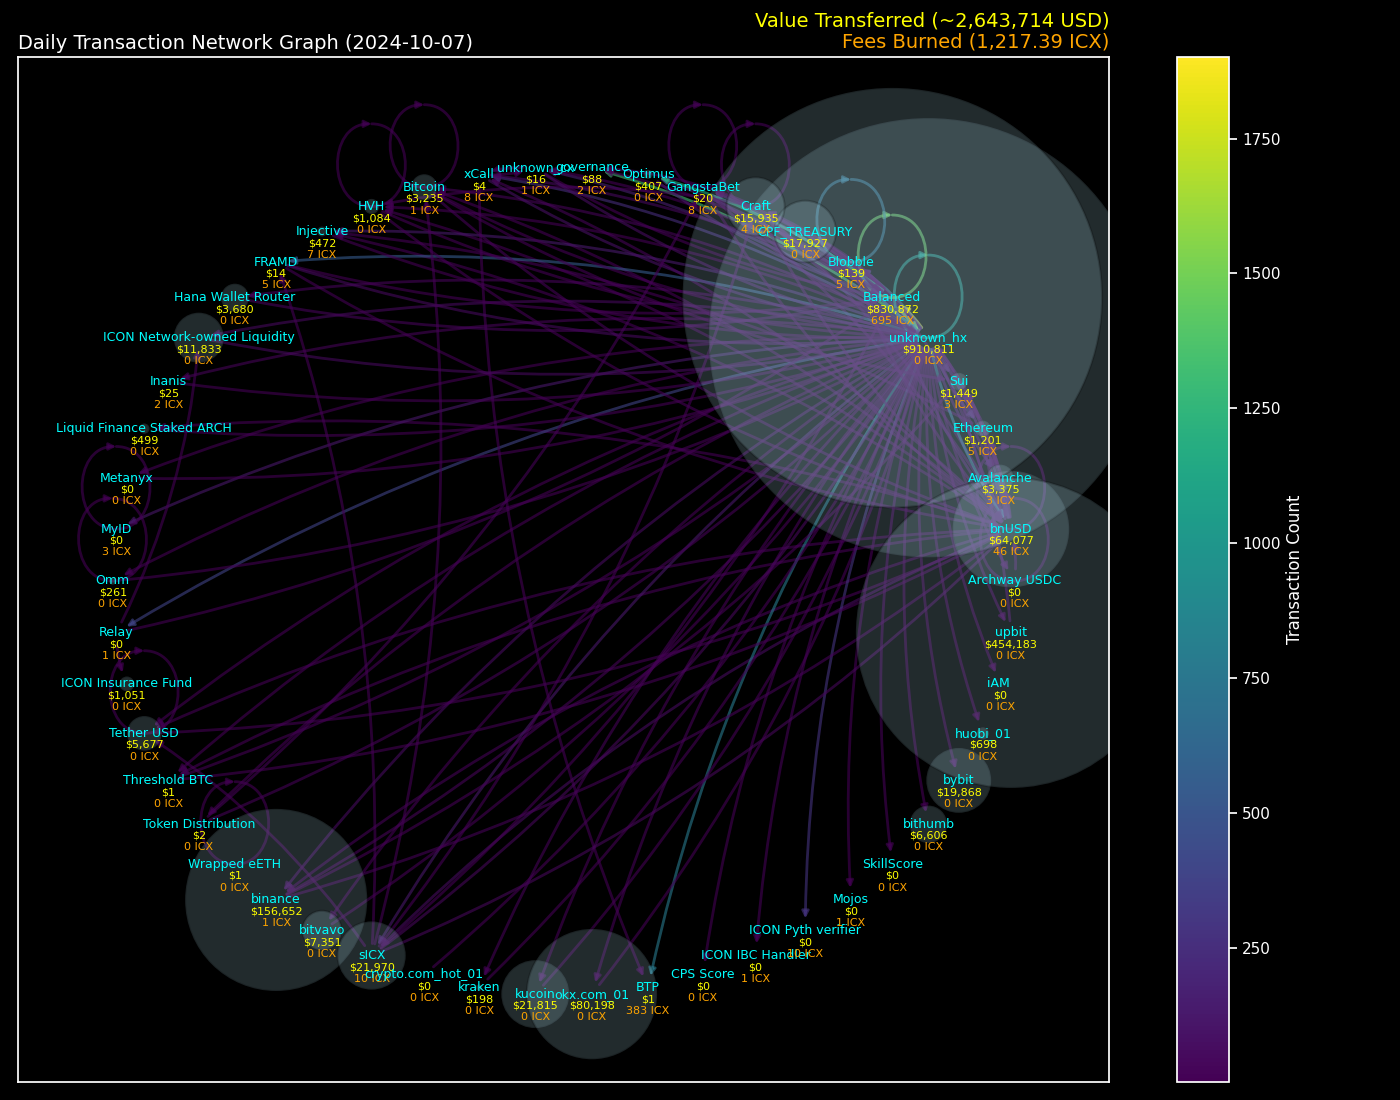 Value Transferred (~2,643,714 USD)
Daily Transaction Network Graph (2024-10-07)
Fees Burned (1,217.39 ICX)
unknown_cx
$16
1 ICX
governance
$88
2 ICX
xCall
$4
8 ICX
Optimus
$407
0 ICX
Bitcoin
$3,235
1 ICX
GangstaBet
$20
8 ICX
HVH
$1,084
0 ICX
Craft
$15,935
4 ICX
Injective
$472
7 ICX
CPF_TREASURY
$17,927
0 ICX
FRAMD
$14
5 ICX
Blobble
$139
5 ICX
Hana Wallet Router
$3,680
0 ICX
Balanced
$830,872
695 ICX
ICON Network-owned Liquidity
$11,833
0 ICX
unknown_hx
$910,811
0 ICX
Inanis
$25
2 ICX
Sui
$1,449
3 ICX
Liquid Finance Staked ARCH
$499
0 ICX
Ethereum
$1,201
5 ICX
Metanyx
$0
0 ICX
Avalanche
$3,375
3 ICX
MyID
$0
3 ICX
bnUSD
$64,077
46 ICX
Omm
$261
0 ICX
Archway USDC
$0
0 ICX
Relay
$0
1 ICX
upbit
$454,183
0 ICX
ICON Insurance Fund
$1,051
0 ICX
iAM
$0
0 ICX
Tether USD
$5,677
0 ICX
huobi_01
$698
0 ICX
Threshold BTC
$1
0 ICX
bybit
$19,868
0 ICX
Token Distribution
$2
0 ICX
bithumb
$6,606
0 ICX
Wrapped eETH
$1
0 ICX
SkillScore
$0
0 ICX
binance
$156,652
1 ICX
Mojos
$0
1 ICX
bitvavo
$7,351
0 ICX
ICON Pyth verifier
$0
10 ICX
sICX
$21,970
10 ICX
ICON IBC Handler
$0
1 ICX
crypto.com_hot_01
$0
0 ICX
CPS Score
$0
0 ICX
kraken
$198
0 ICX
BTP
$1
383 ICX
kucoin
$21,815
0 ICX
okx.com_01
$80,198
0 ICX
1750
1500
1250
1000
750
500
250
Transaction Count